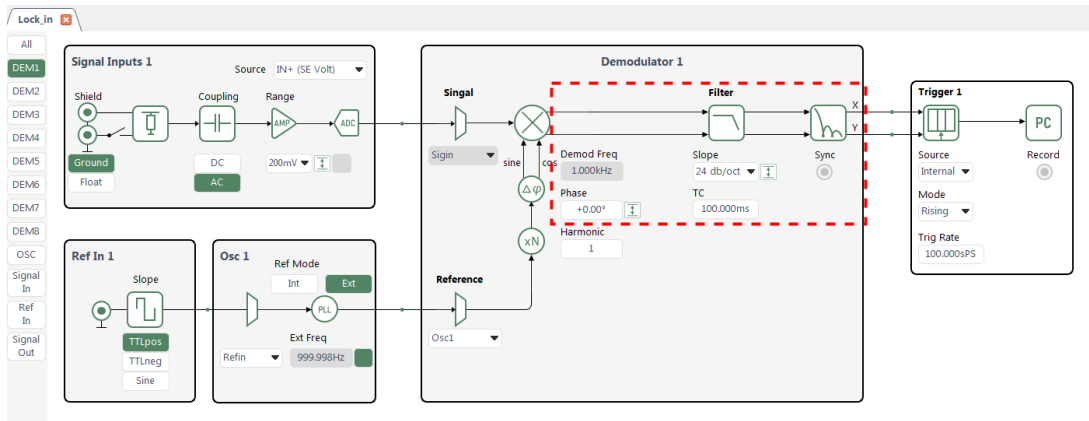 Lock_in
All
DEM1
DEM2
DEM3
DEM4
DEM5
DEM6
DEM7
DEM8
OSC
Signal
In
Ref
In
Signal
Out
Signal Inputs 1
Source IN+ (SE Volt)
Shield
Coupling
Range
AMP
ADC
Ground
Float
DC
AC
200mV
Ref In 1
Slope
TTLpos
TTLneg
Sine
Osc 1
Ref Mode
Int Ext
PLL
Ext Freq
Refin 999.998Hz
Demodulator 1
Singal
Sigin
sine cos
Δφ
xN
Reference
Osc1
Demod Freq
1.000kHz
Phase
+0.00°
Harmonic
1
Filter
Slope
24 db/oct
TC
100.000ms
Sync
X
Y
Trigger 1
PC
Source
Internal
Record
Mode
Rising
Trig Rate
100.000sPS